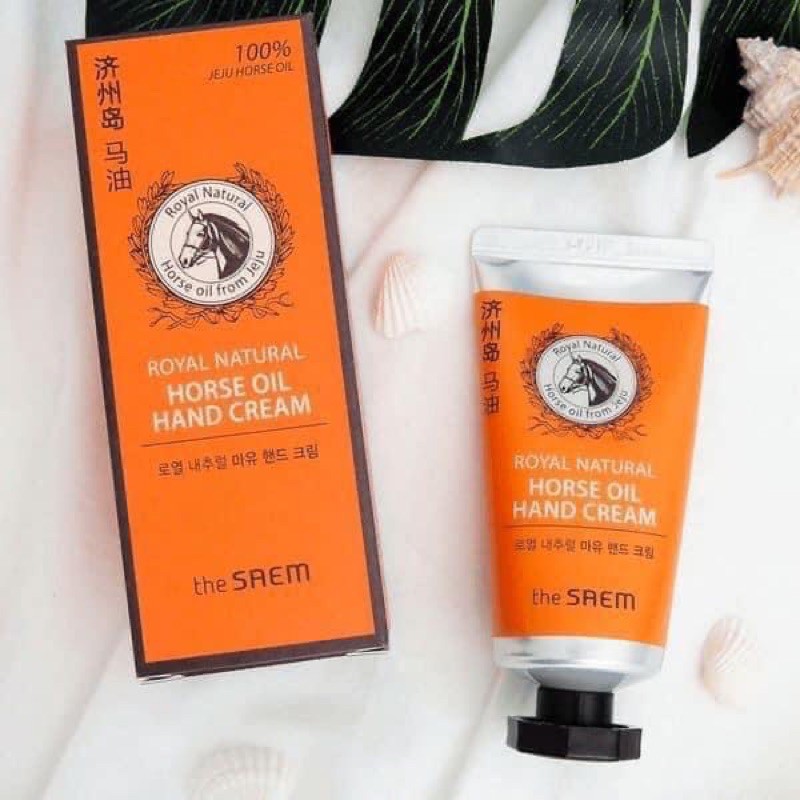 100%
JEJU HORSE OIL
济州岛 马油
Royal Natural
Horse oil from Jeju
ROYAL NATURAL
HORSE OIL
HAND CREAM
로열 내추럴 마유 핸드 크림
the SAEM
济州岛 马油
Royal Natural
Horse oil from Jeju
ROYAL NATURAL
HORSE OIL
HAND CREAM
로열 내추럴 마유 핸드 크림
the SAEM